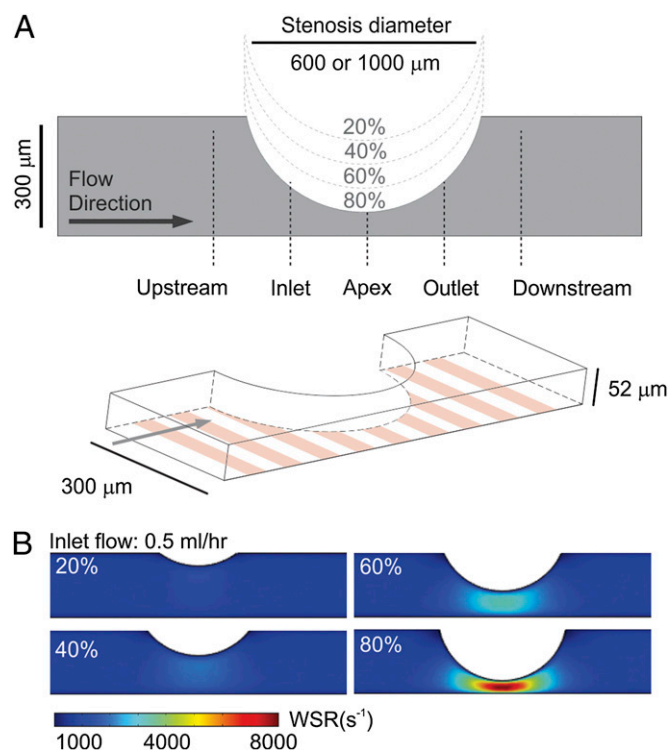 A
Stenosis diameter
600 or 1000 μm
20%
40%
60%
80%
300 μm
Flow
Direction
Upstream Inlet Apex Outlet Downstream
52 μm
300 μm
B
Inlet flow: 0.5 ml/hr
20% 60%
40% 80%
WSR(s⁻¹)
1000 4000 8000